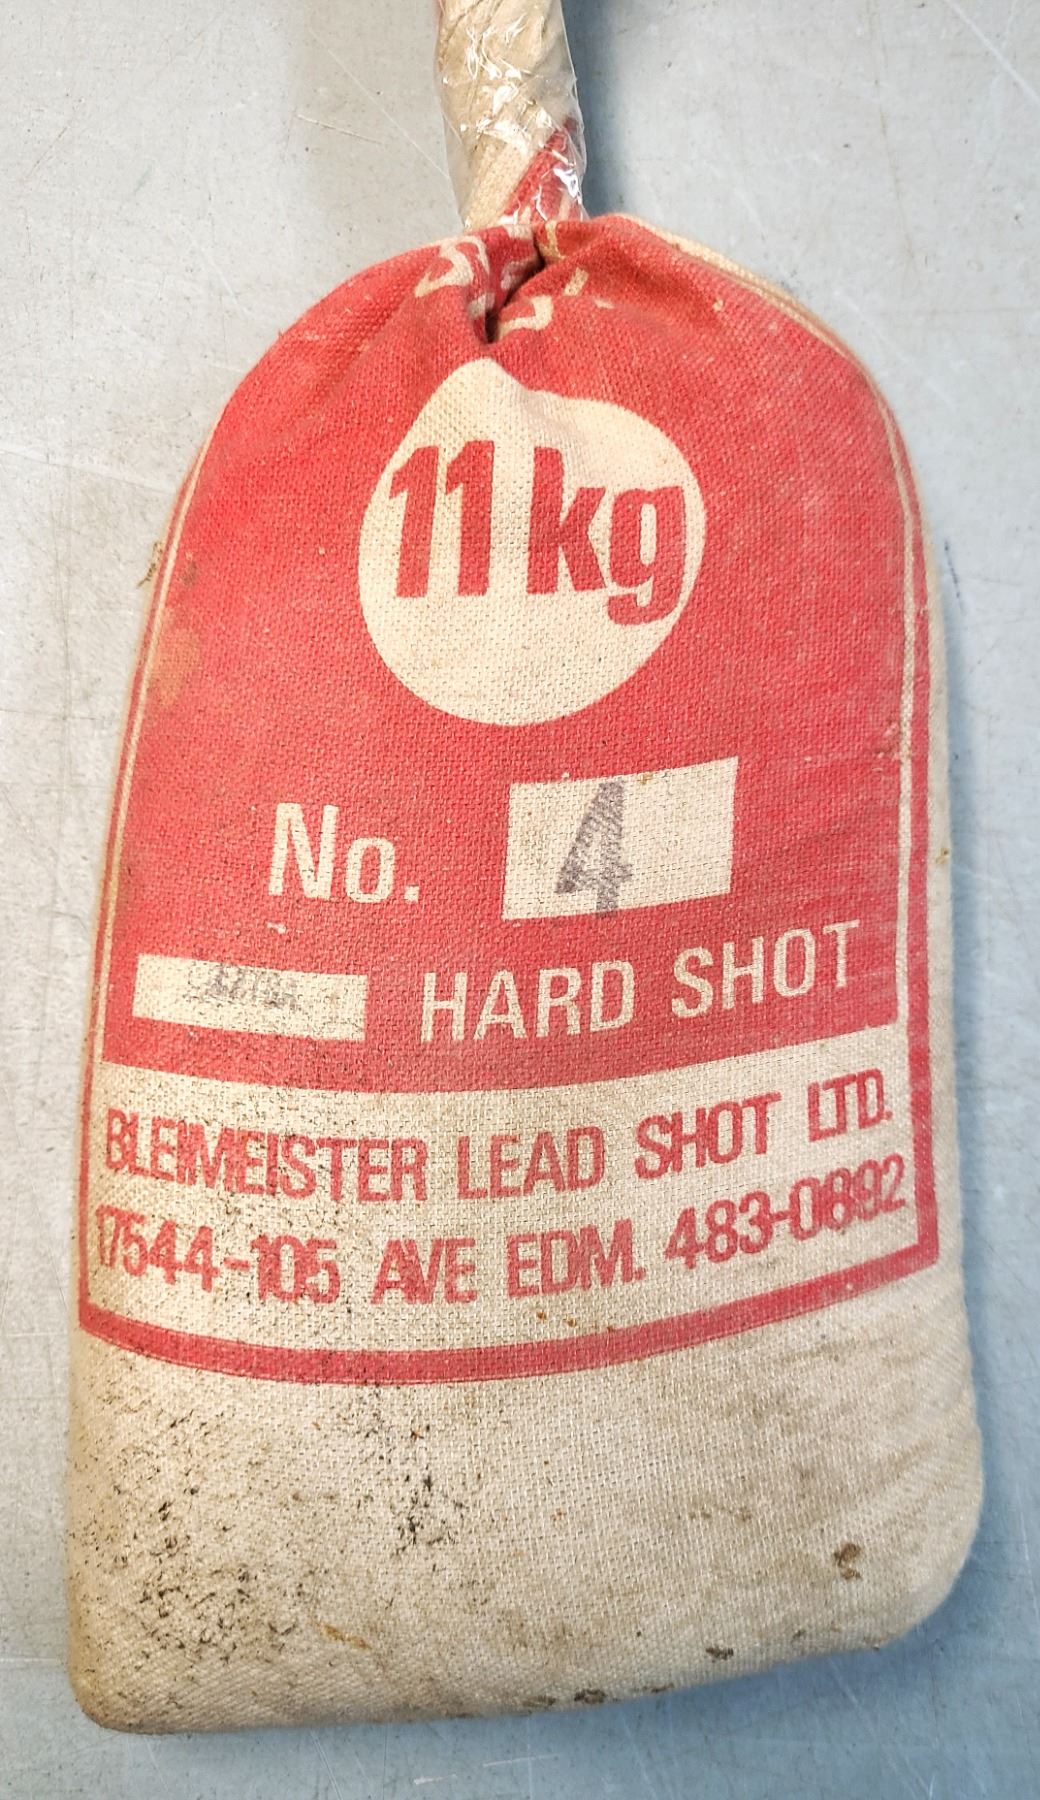 11kg
No. 4
HARD SHOT
BLEIMEISTER LEAD SHOT LTD.
17544-105 AVE EDM. 483-0892